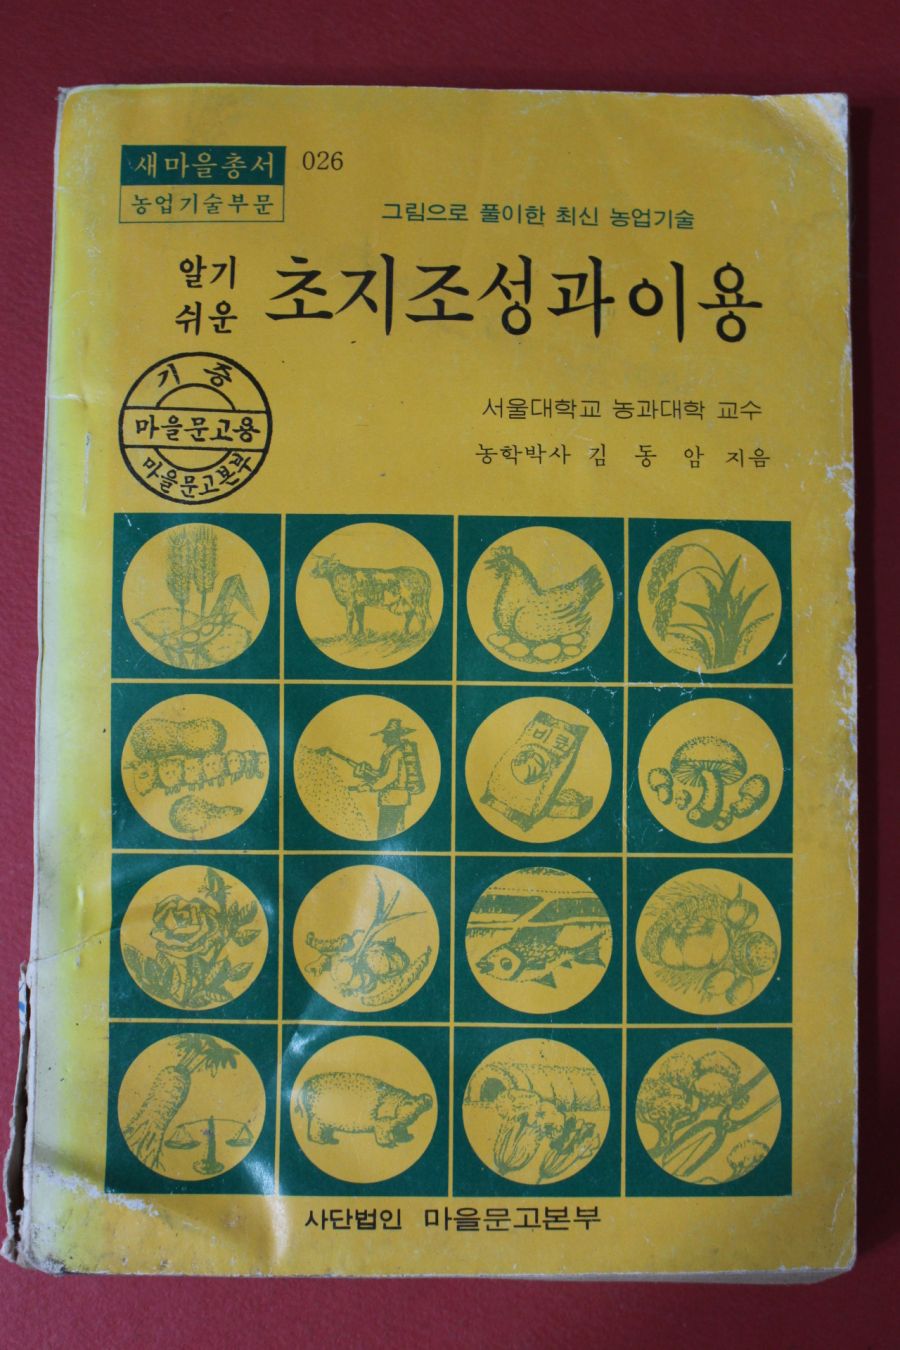 새마을총서 026
농업기술부문
그림으로 풀이한 최신 농업기술
알기
쉬운
초지조성과이용
기증
마을문고용
마을문고본부
서울대학교 농과대학 교수
농학박사 김 동 암 지음
비료
사단법인 마을문고본부